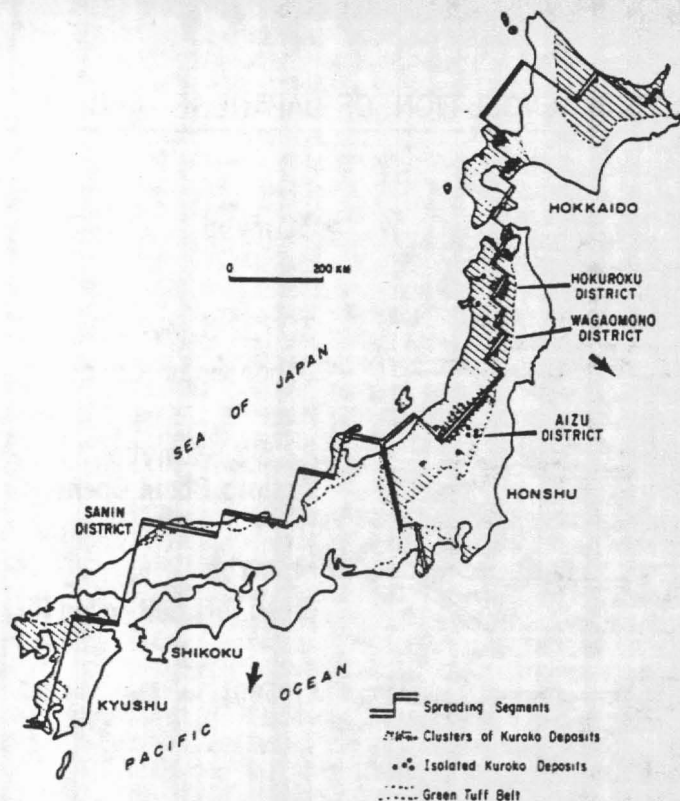 HOKKAIDO
0 200 KM
HOKUROKU
DISTRICT
WAGAOMONO
DISTRICT
SEA OF JAPAN
AIZU
DISTRICT
HONSHU
SANIN
DISTRICT
SHIKOKU
KYUSHU
PACIFIC OCEAN
Spreading Segments
Clusters of Kuroko Deposits
Isolated Kuroko Deposits
Green Tuff Belt